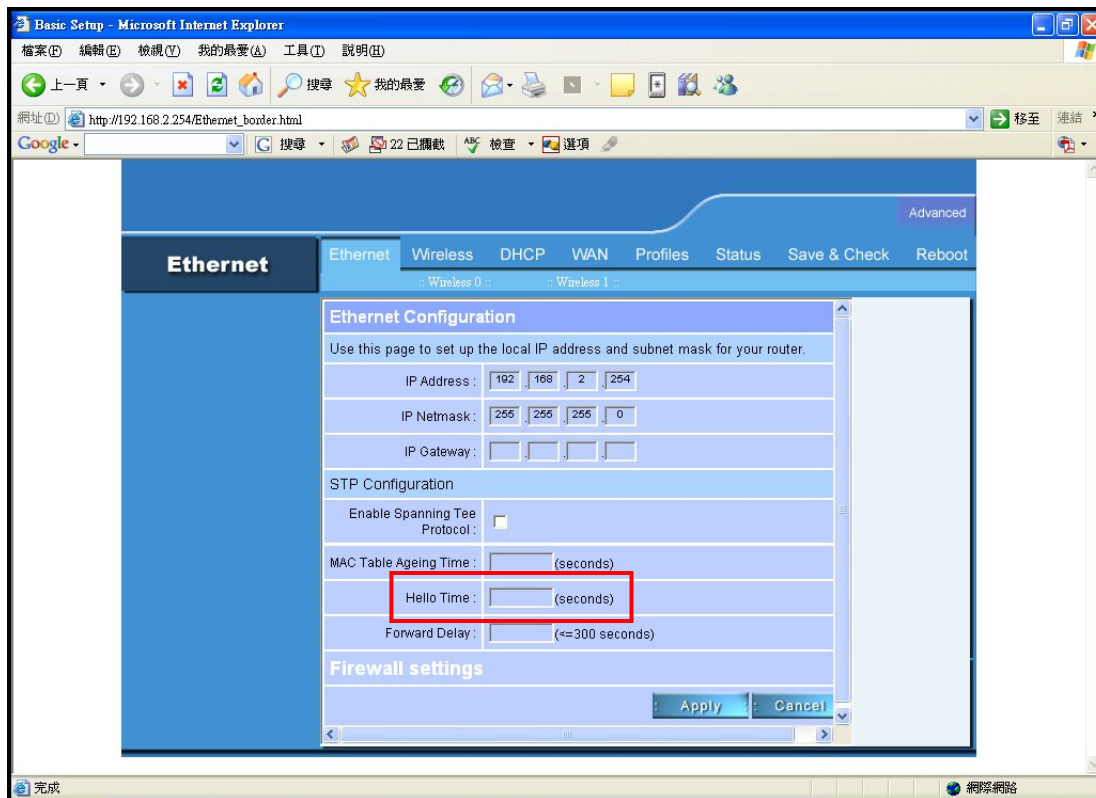 Basic Setup - Microsoft Internet Explorer
檔案(F) 編輯(E) 檢視(V) 我的最愛(A) 工具(T) 說明(H)
上一頁 搜尋 我的最愛
網址(D) http://192.168.2.254/Ethernet_border.html 移至 連結 »
Google 搜尋 22 已攔截 ABC 檢查 選項
Advanced
Ethernet
Ethernet Wireless DHCP WAN Profiles Status Save & Check Reboot
:: Wireless 0 :: :: Wireless 1 ::
Ethernet Configuration
Use this page to set up the local IP address and subnet mask for your router.
IP Address : 192 . 168 . 2 . 254
IP Netmask : 255 . 255 . 255 . 0
IP Gateway : . . .
STP Configuration
Enable Spanning Tee
Protocol :
MAC Table Ageing Time : (seconds)
Hello Time : (seconds)
Forward Delay : (<=300 seconds)
Firewall settings
Apply Cancel
完成 網際網路